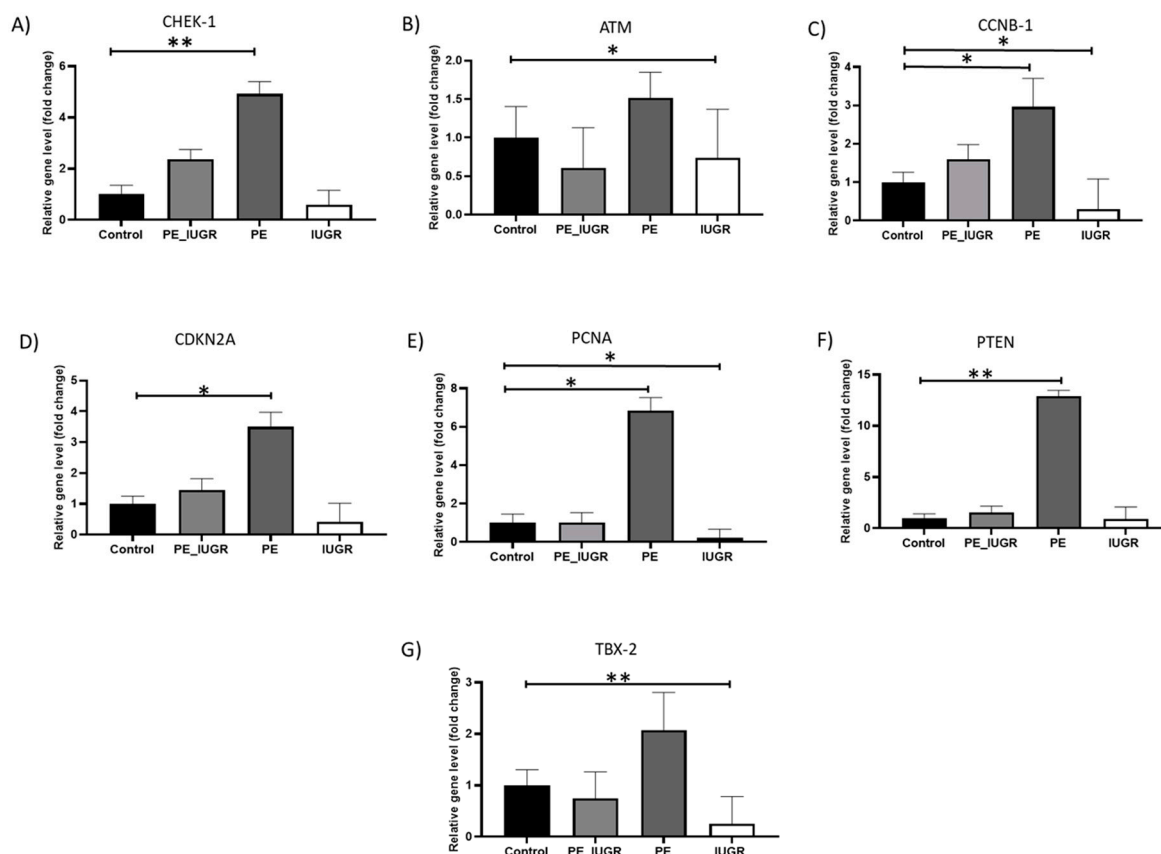 A)
CHEK-1
**
Relative gene level (fold change)
6
4
2
0
Control
PE_IUGR
PE
IUGR
B)
ATM
*
Relative gene level (fold change)
2.0
1.5
1.0
0.5
0.0
Control
PE_IUGR
PE
IUGR
C)
CCNB-1
*
*
Relative gene level (fold change)
4
3
2
1
0
Control
PE_IUGR
PE
IUGR
D)
CDKN2A
*
Relative gene level (fold change)
5
4
3
2
1
0
Control
PE_IUGR
PE
IUGR
E)
PCNA
*
*
Relative gene level (fold change)
8
6
4
2
0
Control
PE_IUGR
PE
IUGR
F)
PTEN
**
Relative gene level (fold change)
15
10
5
0
Control
PE_IUGR
PE
IUGR
G)
TBX-2
**
Relative gene level (fold change)
3
2
1
0
Control
PE_IUGR
PE
IUGR